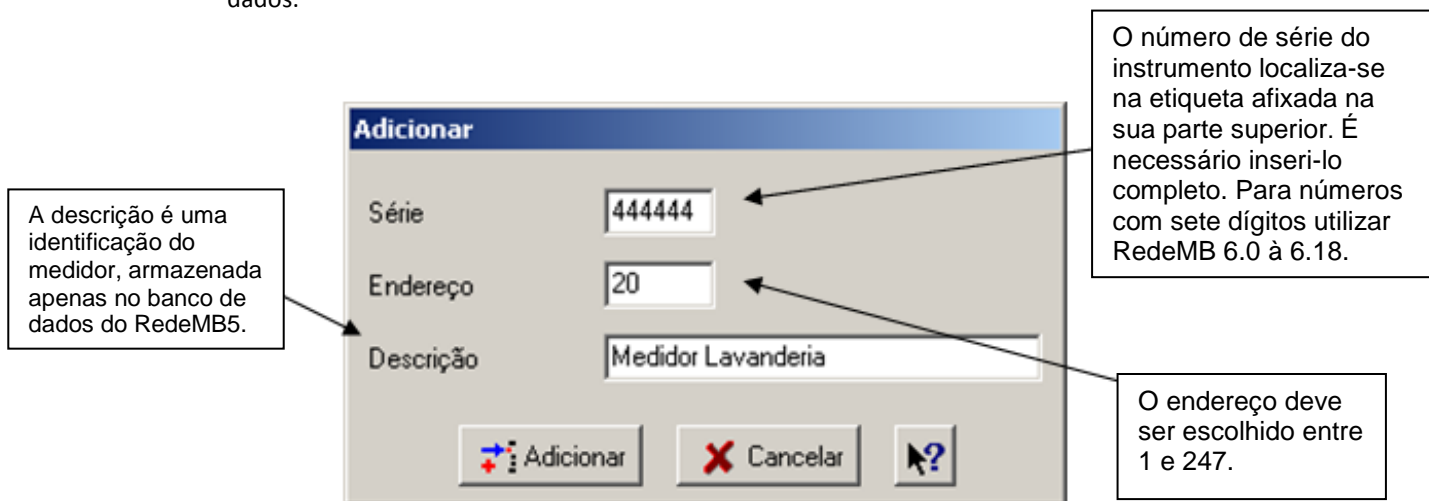 dados.
O número de série do
instrumento localiza-se
na etiqueta afixada na
sua parte superior. É
necessário inseri-lo
completo. Para números
com sete dígitos utilizar
RedeMB 6.0 à 6.18.
Adicionar
Série 444444
A descrição é uma
identificação do
medidor, armazenada
apenas no banco de
dados do RedeMB5.
Endereço 20
Descrição Medidor Lavanderia
O endereço deve
ser escolhido entre
1 e 247.
Adicionar Cancelar ?